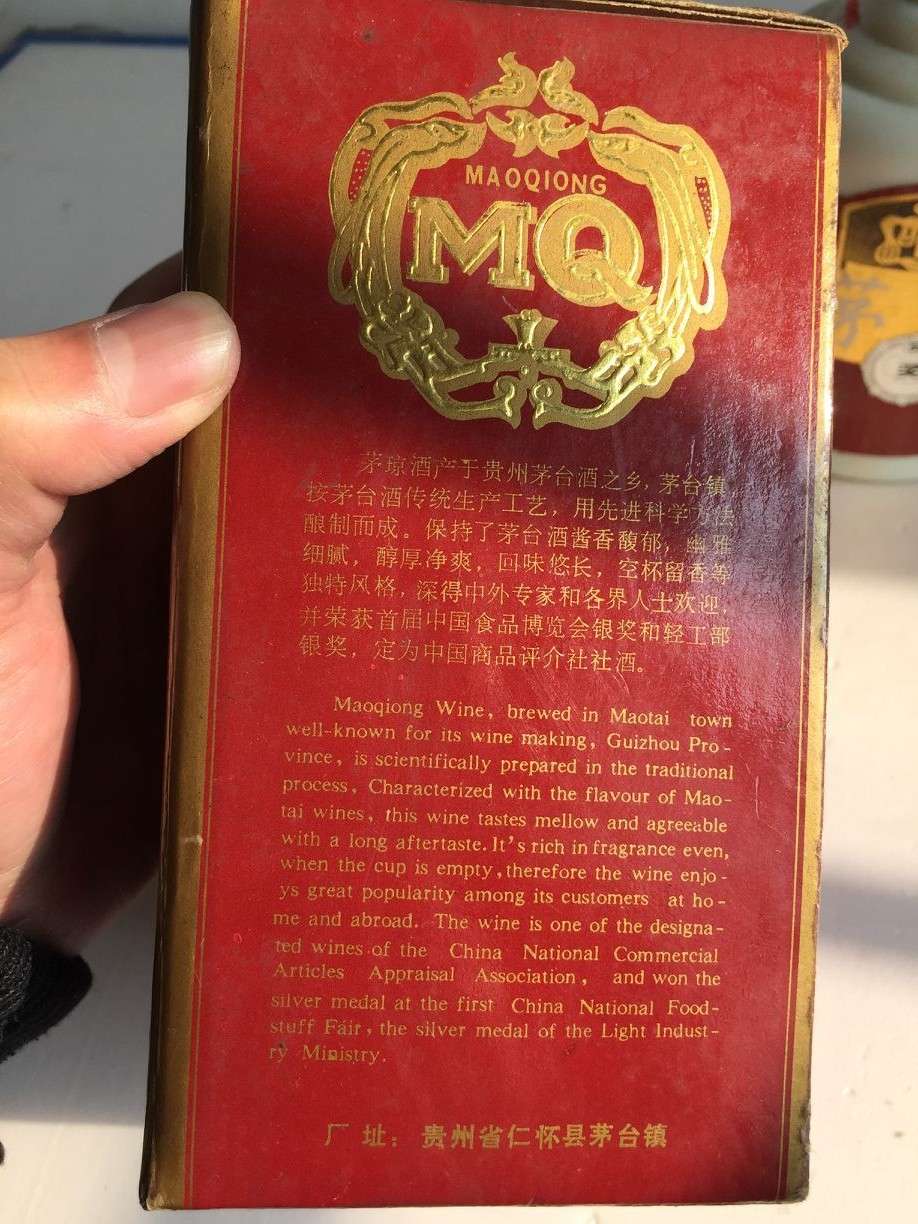 MAOQIONG
MQ
茅琼酒产于贵州茅台酒之乡，茅台镇
按茅台酒传统生产工艺，用先进科学方法
酿制而成。保持了茅台酒酱香馥郁，幽雅
细腻，醇厚净爽，回味悠长，空杯留香等
独特风格，深得中外专家和各界人士欢迎，
并荣获首届中国食品博览会银奖和轻工部
银奖，定为中国商品评介社社酒。
Maoqiong Wine, brewed in Maotai town
well-known for its wine making, Guizhou Pro-
vince, is scientifically prepared in the traditional
process. Characterized with the flavour of Mao-
tai wines, this wine tastes mellow and agreeable
with a long aftertaste. It's rich in fragrance even,
when the cup is empty, therefore the wine enjo-
ys great popularity among its customers at ho-
me and abroad. The wine is one of the designa-
ted wines of the China National Commercial
Articles Appraisal Association, and won the
silver medal at the first China National Food-
stuff Fair, the silver medal of the Light Indust-
ry Ministry.
厂址：贵州省仁怀县茅台镇
茅